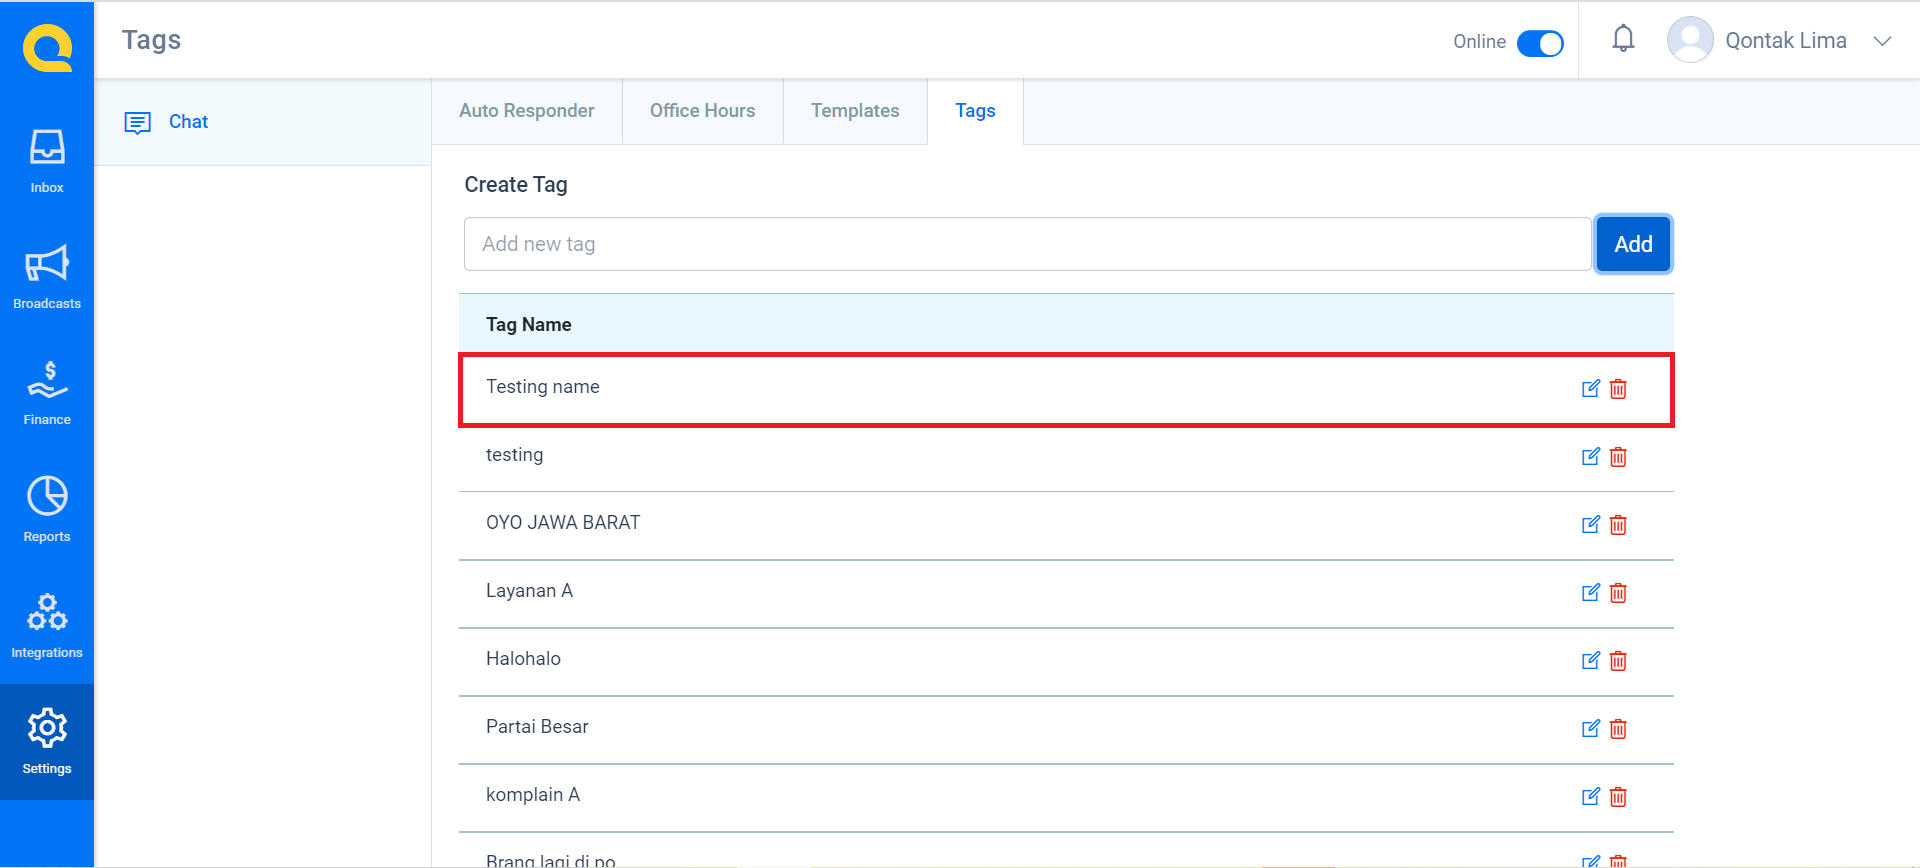 Tags
Online
Qontak Lima
Inbox
Broadcasts
Finance
Reports
Integrations
Settings
Chat
Auto Responder
Office Hours
Templates
Tags
Create Tag
Add new tag
Add
Tag Name
Testing name
testing
OYO JAWA BARAT
Layanan A
Halohalo
Partai Besar
komplain A
Brang lagi di po